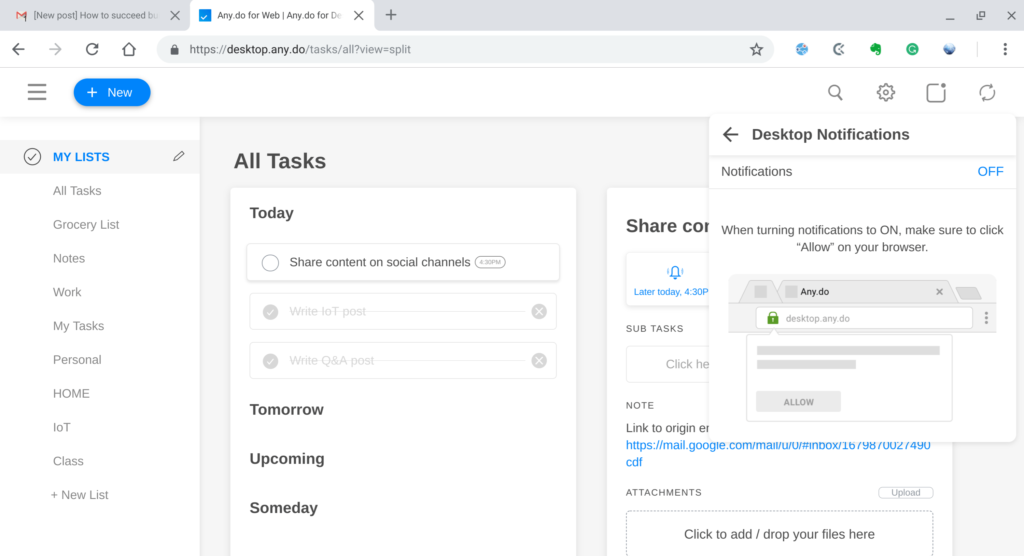 [New post] How to succeed bu
Any.do for Web | Any.do for De
https://desktop.any.do/tasks/all?view=split
+ New
MY LISTS
All Tasks
Grocery List
Notes
Work
My Tasks
Personal
HOME
IoT
Class
+ New List
All Tasks
Today
Share content on social channels 4:30PM
Write IoT post
Write Q&A post
Tomorrow
Upcoming
Someday
Share con
Later today, 4:30P
SUB TASKS
Click he
NOTE
Link to origin em
https://mail.google.com/mail/u/0/#inbox/1679870027490
cdf
ATTACHMENTS
Upload
Click to add / drop your files here
Desktop Notifications
Notifications OFF
When turning notifications to ON, make sure to click
“Allow” on your browser.
Any.do
desktop.any.do
ALLOW